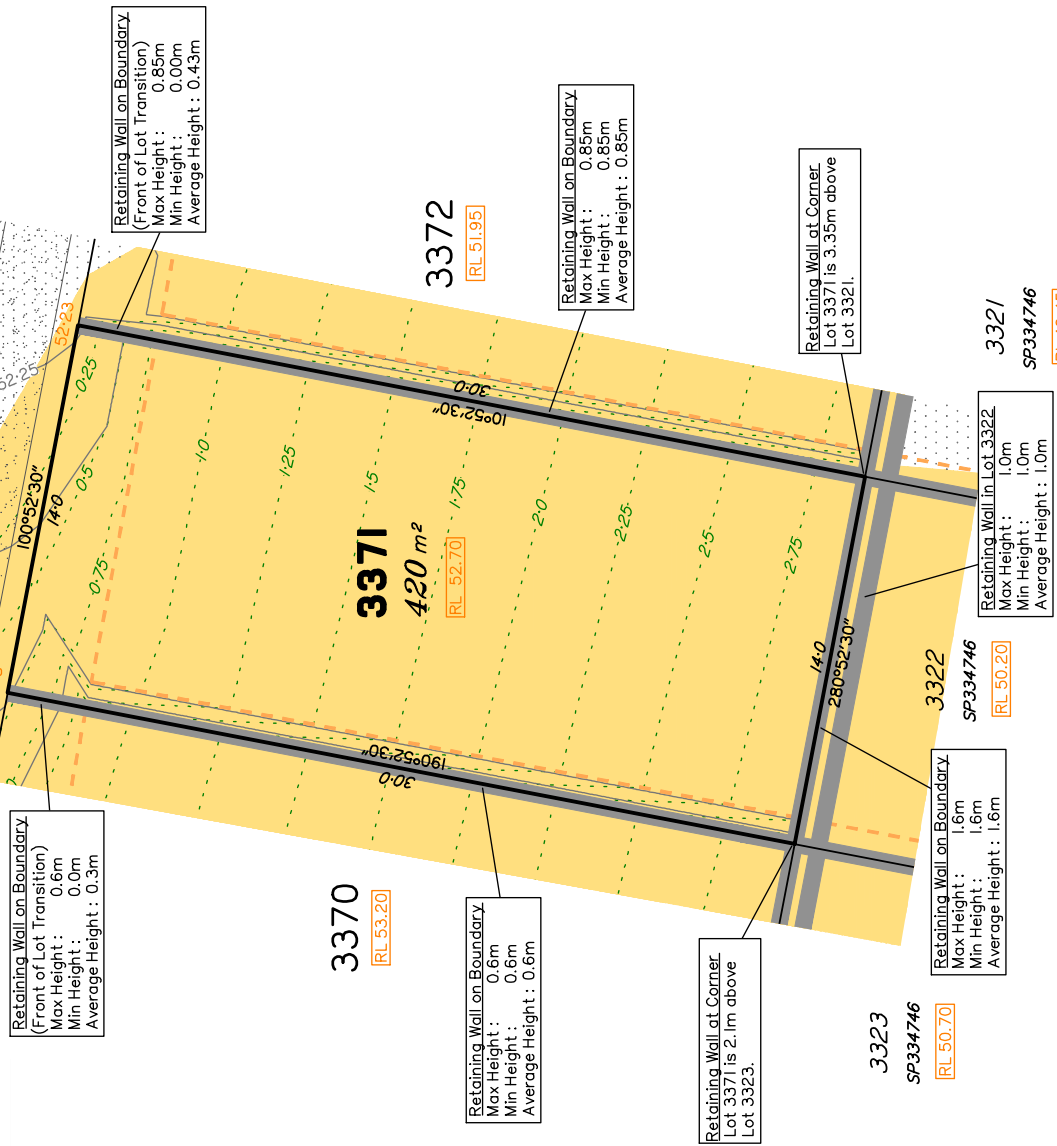 Retaining Wall on Boundary
(Front of Lot Transition)
Max Height : 0.85m
Min Height : 0.00m
Average Height : 0.43m
52·25
52·23
100°52'30"
14·0
0·25
0·5
0·75
1·0
1·25
1·5
1·75
2·0
2·25
2·5
2·75
3372
RL 51.95
Retaining Wall on Boundary
Max Height : 0.85m
Min Height : 0.85m
Average Height : 0.85m
30·0
10°52'30"
3371
420 m²
RL 52.70
190°52'30"
30·0
Retaining Wall on Boundary
(Front of Lot Transition)
Max Height : 0.6m
Min Height : 0.0m
Average Height : 0.3m
3370
RL 53.20
Retaining Wall on Boundary
Max Height : 0.6m
Min Height : 0.6m
Average Height : 0.6m
Retaining Wall at Corner
Lot 3371 is 3.35m above
Lot 3321.
3321
SP334746
Retaining Wall in Lot 3322
Max Height : 1.0m
Min Height : 1.0m
Average Height : 1.0m
14·0
280°52'30"
3322
SP334746
RL 50.20
Retaining Wall on Boundary
Max Height : 1.6m
Min Height : 1.6m
Average Height : 1.6m
Retaining Wall at Corner
Lot 3371 is 2.1m above
Lot 3323.
3323
SP334746
RL 50.70